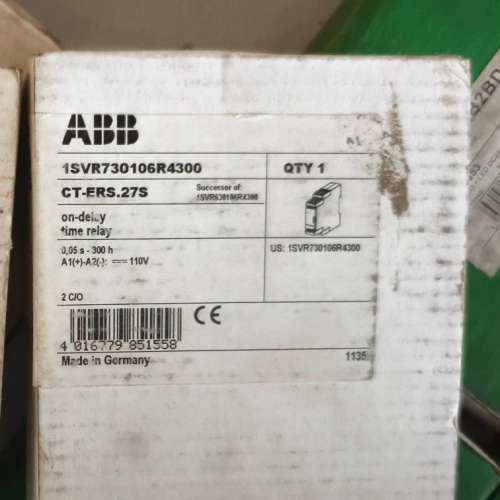 ABB
1SVR730106R4300
QTY 1
CT-ERS.27S
Successor of:
1SVR630106R4300
on-delay
time relay
0,05 s - 300 h
A1(+)-A2(-): 110V
US: 1SVR730106R4300
2 C/O
CE
4 016779 851558
Made in Germany
1135